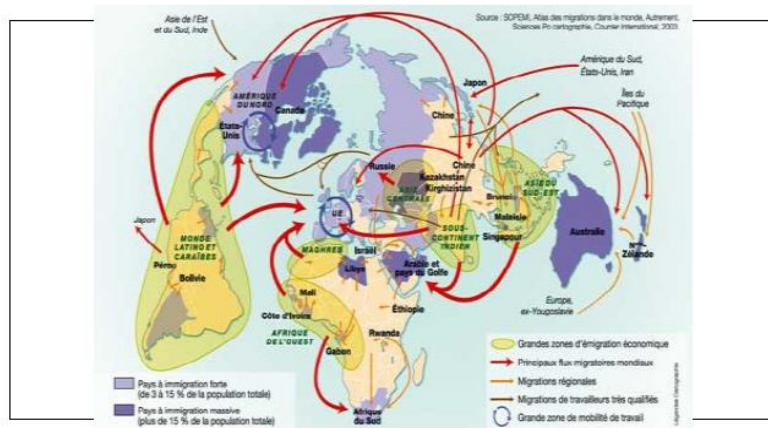 Asie de l'Est
et du Sud, Inde
Source : SOPEMI, Atlas des migrations dans le monde, Autrement,
Sciences Po cartographie, Courrier International, 2003.
Amérique du Sud,
États-Unis, Iran
Japon
Îles du
Pacifique
AMÉRIQUE
DU NORD
Canada
Chine
États-
Unis
Russie
Chine
Kazakhstan
Kirghizistan
ASIE
CENTRALE
ASIE DU
SUD-EST
Brunei
Malaisie
UE
SOUS-
CONTINENT
INDIEN
Singapour
Japon
MONDE
LATINO ET
CARAÏBES
MAGHREB
Israël
Libye
Arabie et
pays du Golfe
Australie
Nlle-
Zélande
Pérou
Bolivie
Mali
Éthiopie
Europe,
ex-Yougoslavie
Côte d'Ivoire
AFRIQUE
DE L'OUEST
Rwanda
Gabon
Afrique
du Sud
Pays à immigration forte
(de 3 à 15 % de la population totale)
Pays à immigration massive
(plus de 15 % de la population totale)
Grandes zones d'émigration économique
Principaux flux migratoires mondiaux
Migrations régionales
Migrations de travailleurs très qualifiés
Grande zone de mobilité de travail